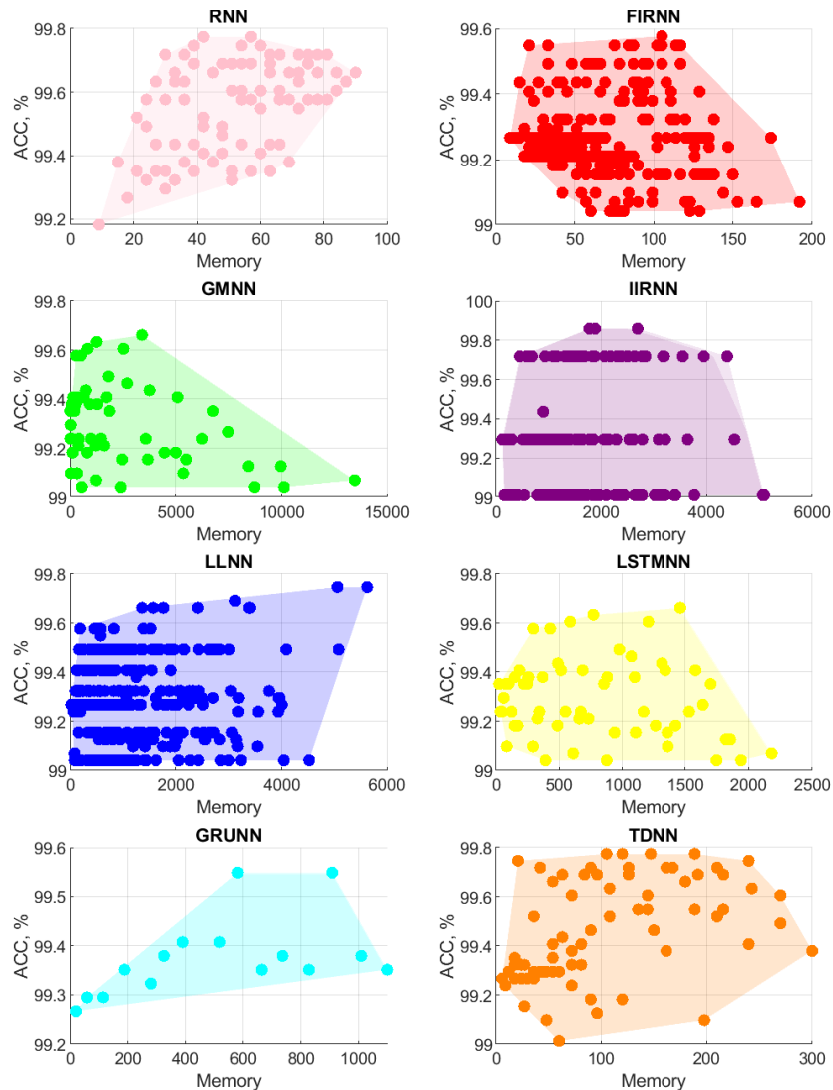 RNN
99.8
99.6
99.4
99.2
ACC, %
0 20 40 60 80 100
Memory
FIRNN
99.6
99.4
99.2
99
ACC, %
50 100 150 200
Memory
GMNN
99.8
99.6
99.4
99.2
99
ACC, %
0 5000 10000 15000
Memory
IIRNN
100
99.8
99.6
99.4
99.2
99
ACC, %
0 2000 4000 6000
Memory
LLNN
99.8
99.6
99.4
99.2
99
ACC, %
0 2000 4000 6000
Memory
LSTMNN
99.8
99.6
99.4
99.2
99
ACC, %
0 500 1000 1500 2000 2500
Memory
GRUNN
99.6
99.5
99.4
99.3
99.2
ACC, %
0 200 400 600 800 1000
Memory
TDNN
99.8
99.6
99.4
99.2
99
ACC, %
0 100 200 300
Memory